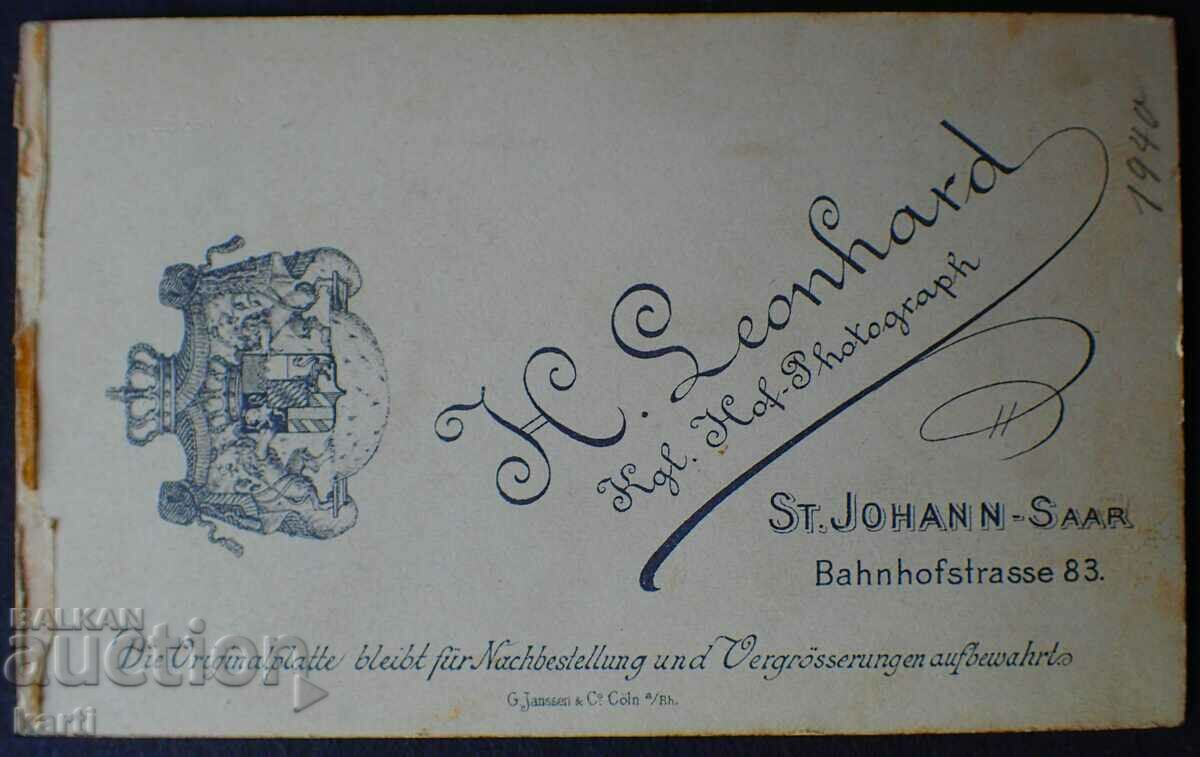 1940
H. Leonhard
Kgl. Hof-Photograph
H
ST. JOHANN-SAAR
Bahnhofstrasse 83.
Die Originalplatte bleibt für Nachbestellung und Vergrösserungen aufbewahrt
G. Janssen & Co. Cöln a/Rh.
BALKAN
auction
karti